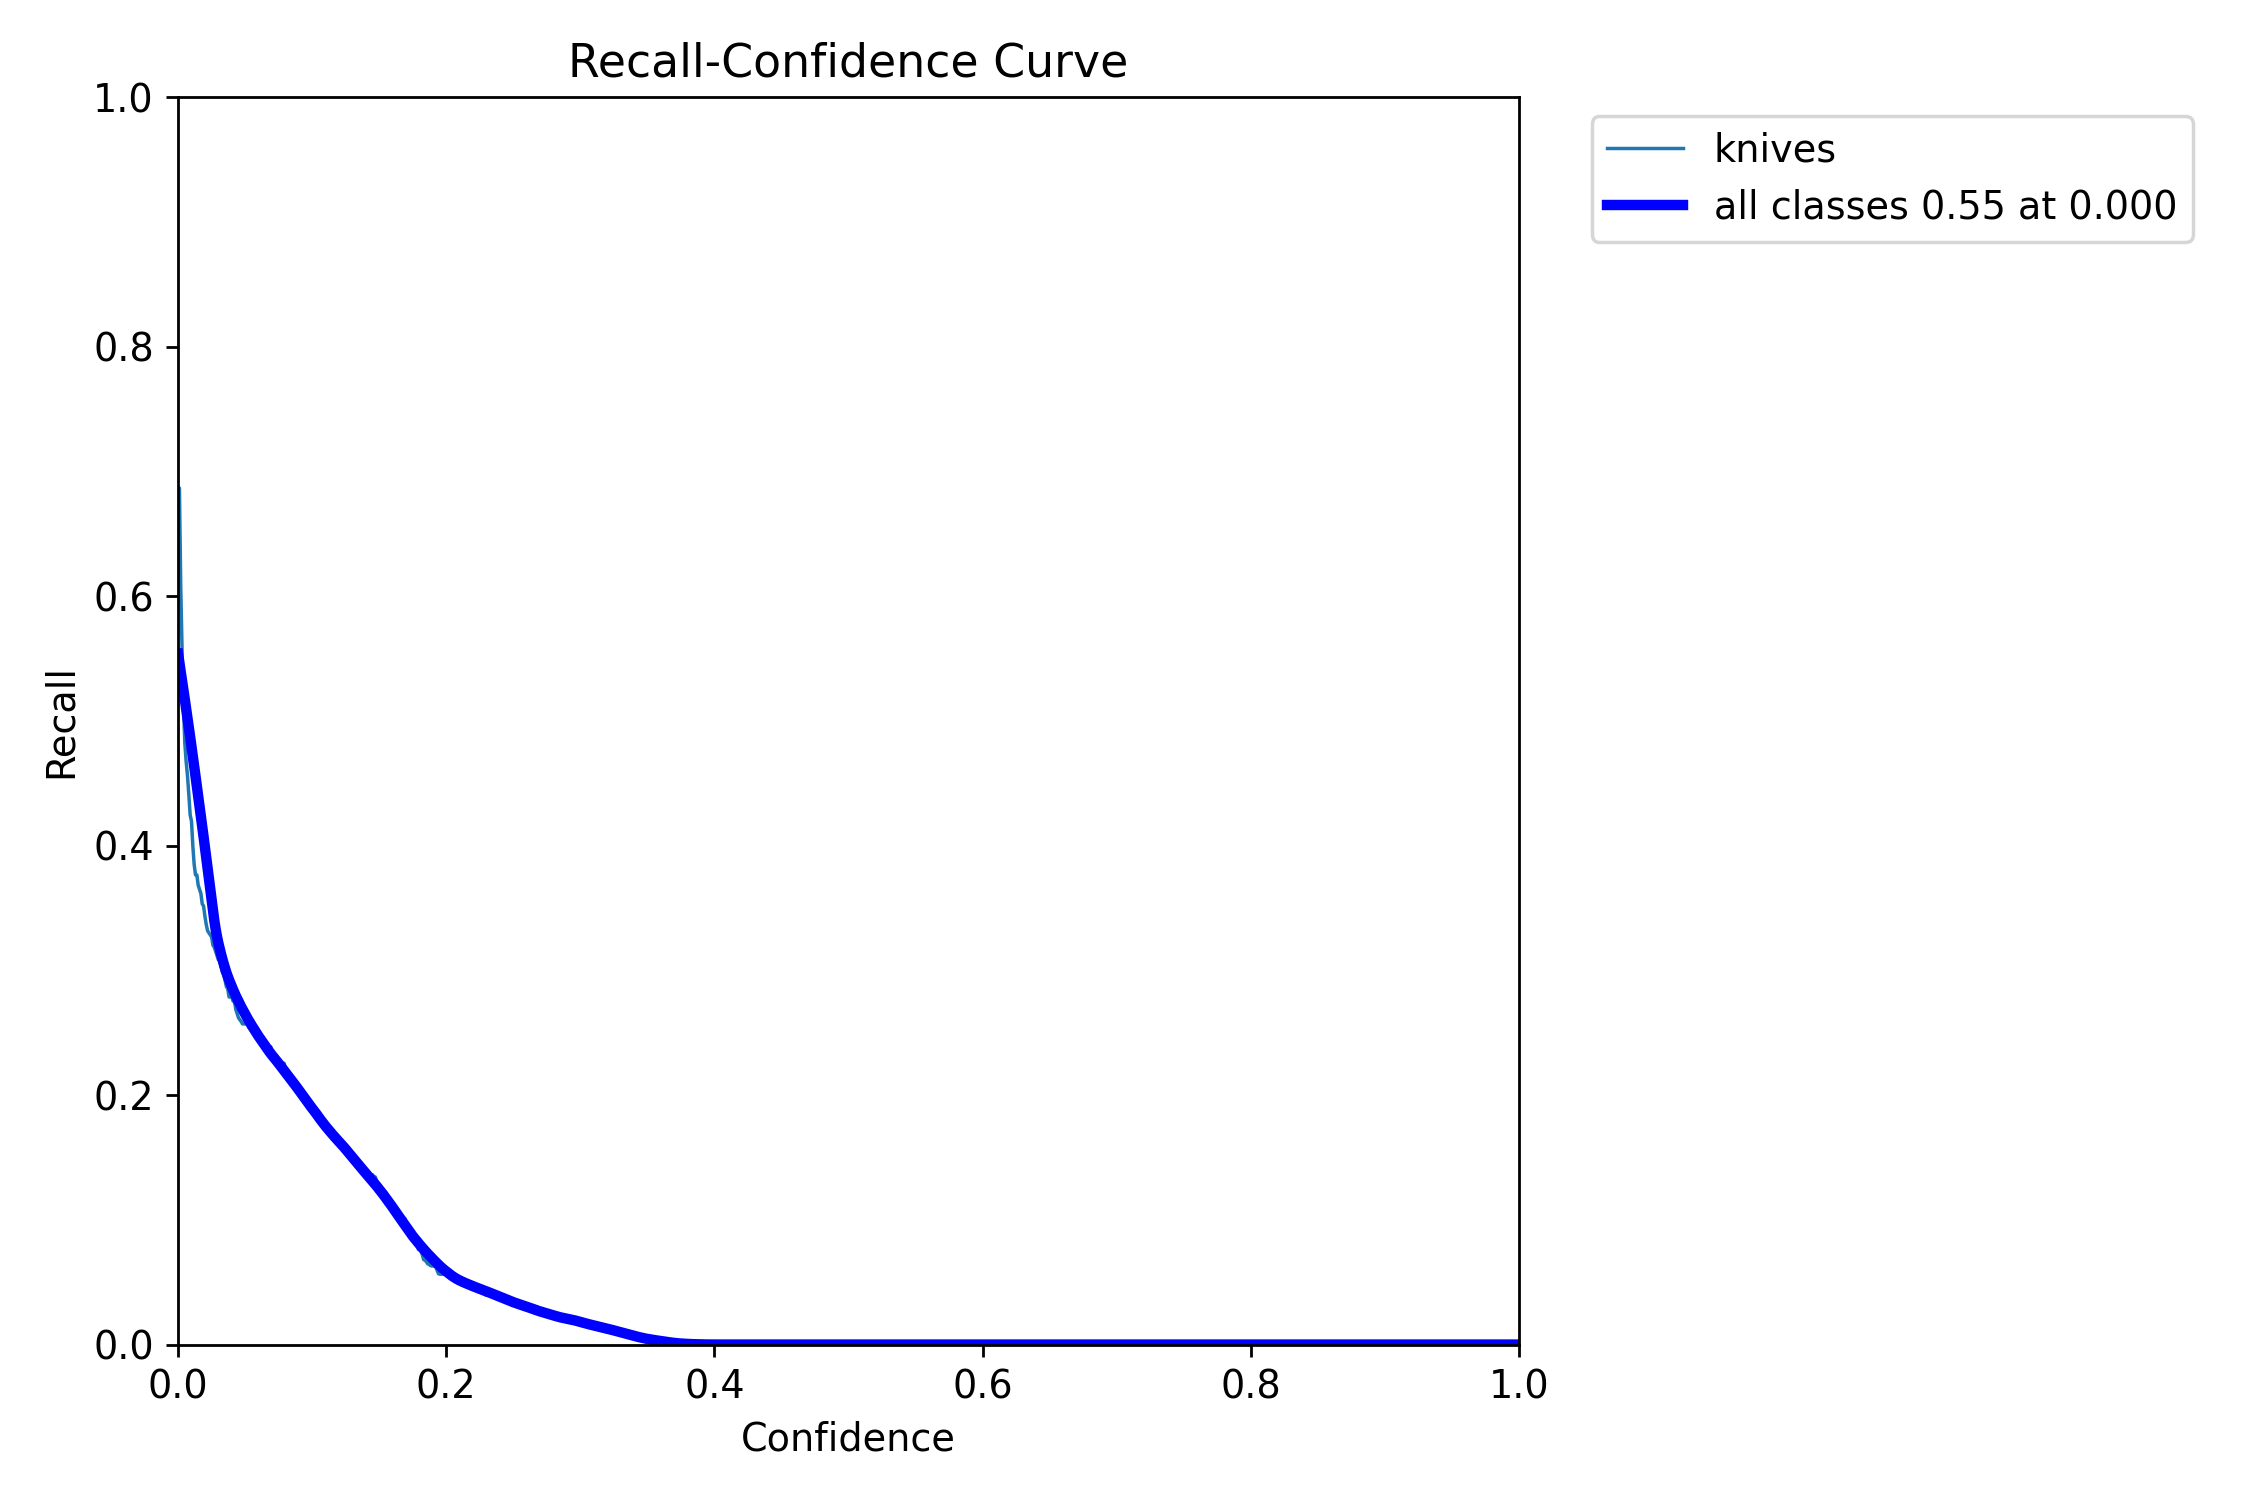 Recall-Confidence Curve
knives
all classes 0.55 at 0.000
1.0
0.8
0.6
0.4
0.2
0.0
Recall
0.0 0.2 0.4 0.6 0.8 1.0
Confidence